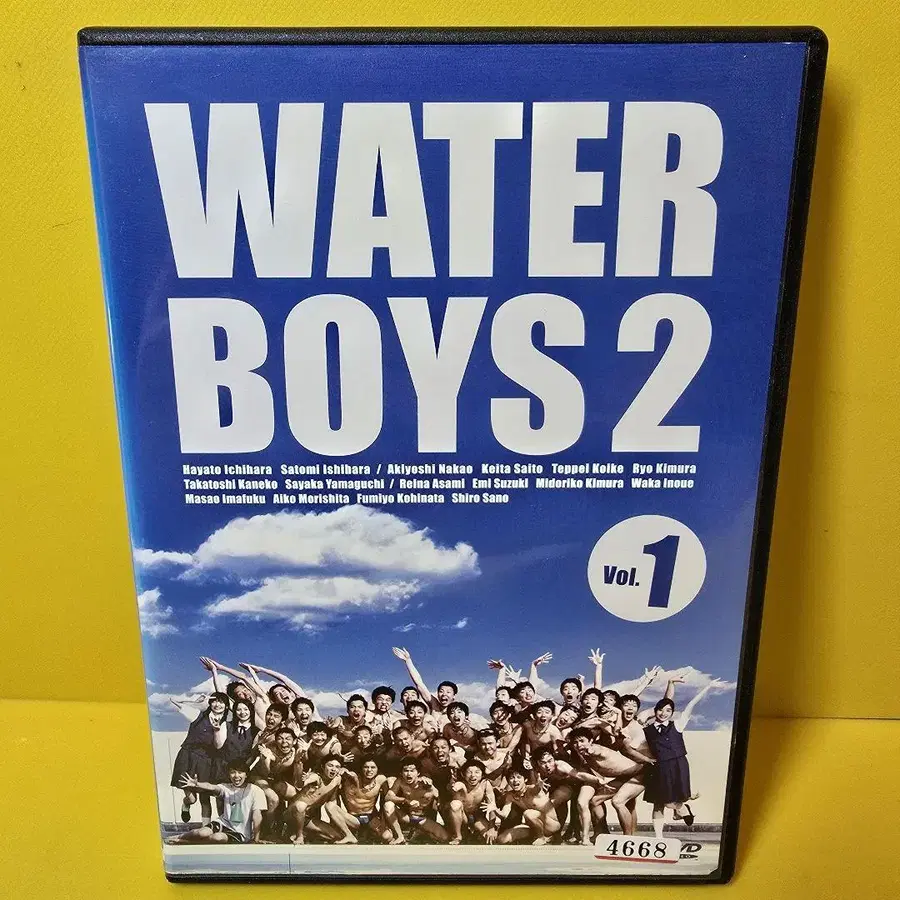 WATER
BOYS 2
Hayato Ichihara Satomi Ishihara / Akiyoshi Nakao Keita Saito Teppei Koike Ryo Kimura
Takatoshi Kaneko Sayaka Yamaguchi / Reina Asami Emi Suzuki Midoriko Kimura Waka Inoue
Masao Imafuku Aiko Morishita Fumiyo Kohinata Shiro Sano
Vol. 1
4668